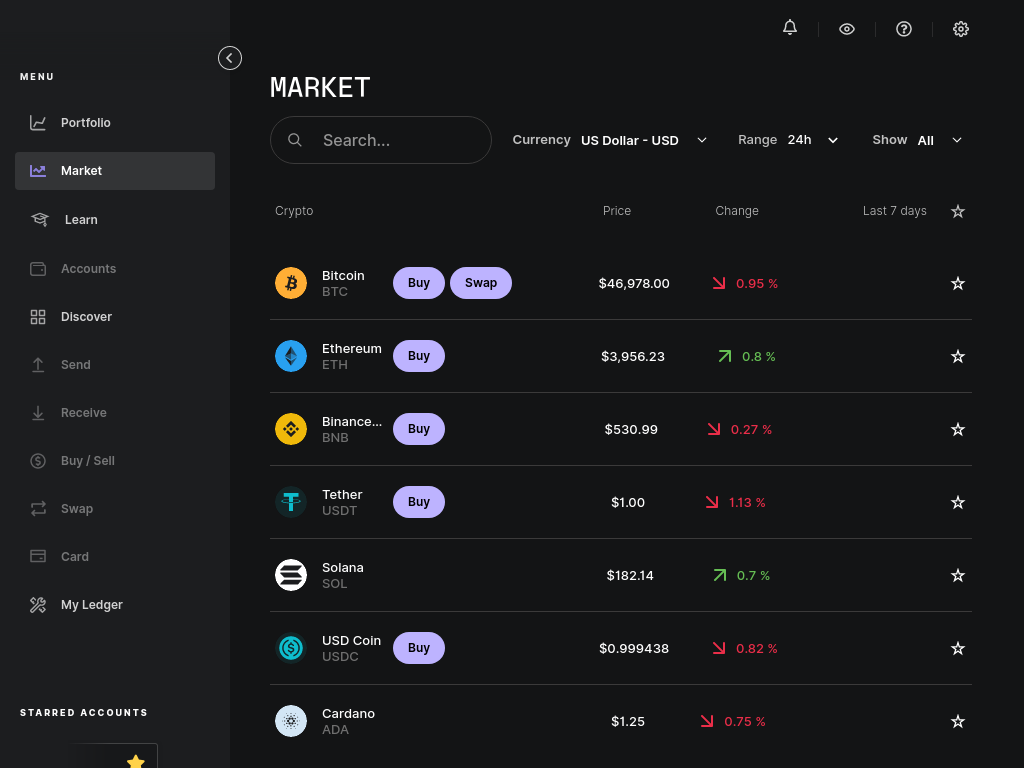 MENU
Portfolio
Market
Learn
Accounts
Discover
Send
Receive
Buy / Sell
Swap
Card
My Ledger
STARRED ACCOUNTS
MARKET
Search...
Currency US Dollar - USD
Range 24h
Show All
Crypto Price Change Last 7 days
Bitcoin
BTC
Buy Swap
$46,978.00 0.95 %
Ethereum
ETH
Buy
$3,956.23 0.8 %
Binance...
BNB
Buy
$530.99 0.27 %
Tether
USDT
Buy
$1.00 1.13 %
Solana
SOL
$182.14 0.7 %
USD Coin
USDC
Buy
$0.999438 0.82 %
Cardano
ADA
$1.25 0.75 %